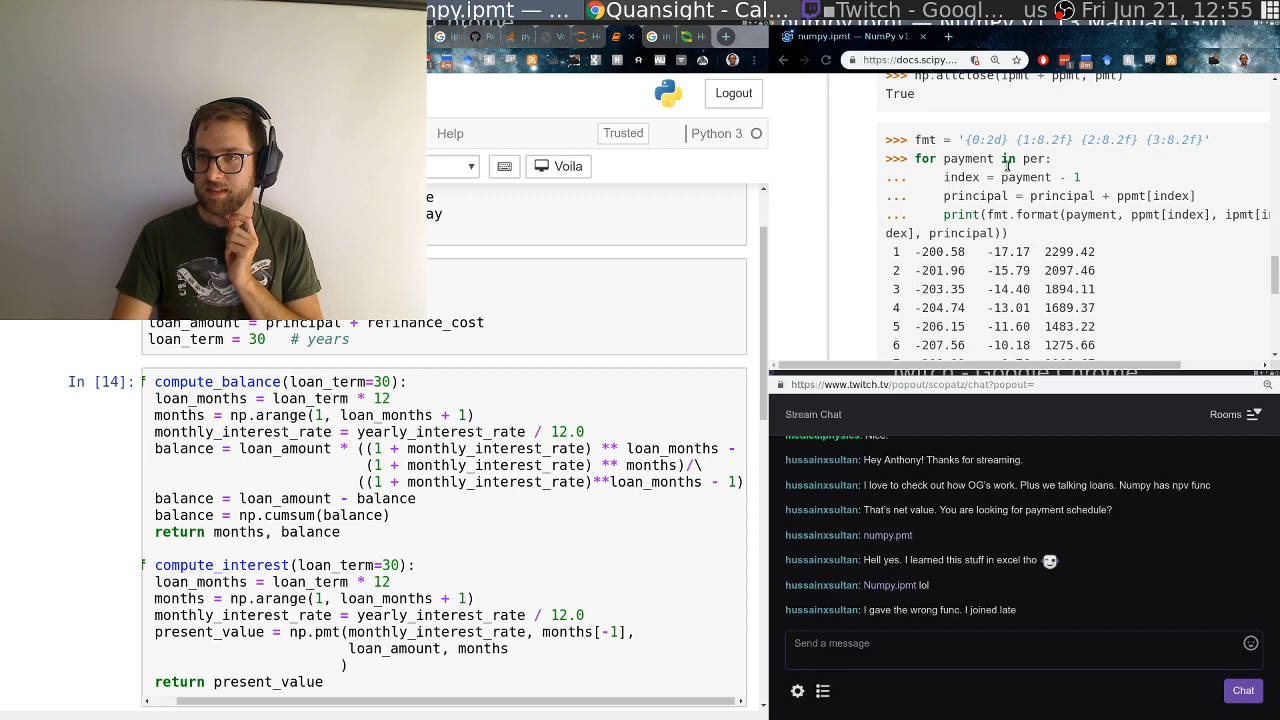 py.ipmt — ...
Quansight - Cal...
Twitch - Googl...
us
Fri Jun 21, 12:55
numpy.ipmt — NumPy v1.
https://docs.scipy....
Logout
Help
Trusted
Python 3
Voila
e
ay
loan_amount = principal + refinance_cost
loan_term = 30   # years
In [14]:
f compute_balance(loan_term=30):
loan_months = loan_term * 12
months = np.arange(1, loan_months + 1)
monthly_interest_rate = yearly_interest_rate / 12.0
balance = loan_amount * ((1 + monthly_interest_rate) ** loan_months -
(1 + monthly_interest_rate) ** months)/\
((1 + monthly_interest_rate)**loan_months - 1)
balance = loan_amount - balance
balance = np.cumsum(balance)
return months, balance
f compute_interest(loan_term=30):
loan_months = loan_term * 12
months = np.arange(1, loan_months + 1)
monthly_interest_rate = yearly_interest_rate / 12.0
present_value = np.pmt(monthly_interest_rate, months[-1],
loan_amount, months
)
return present_value
>>> np.allclose(ipmt + ppmt, pmt)
True
>>> fmt = '{0:2d} {1:8.2f} {2:8.2f} {3:8.2f}'
>>> for payment in per:
...     index = payment - 1
...     principal = principal + ppmt[index]
...     print(fmt.format(payment, ppmt[index], ipmt[in
dex], principal))
1  -200.58   -17.17  2299.42
2  -201.96   -15.79  2097.46
3  -203.35   -14.40  1894.11
4  -204.74   -13.01  1689.37
5  -206.15   -11.60  1483.22
6  -207.56   -10.18  1275.66
https://www.twitch.tv/popout/scopatz/chat?popout=
Stream Chat
Rooms
medicalphysics: Nice.
hussainxsultan: Hey Anthony! Thanks for streaming.
hussainxsultan: I love to check out how OG's work. Plus we talking loans. Numpy has npv func
hussainxsultan: That's net value. You are looking for payment schedule?
hussainxsultan: numpy.pmt
hussainxsultan: Hell yes. I learned this stuff in excel tho
hussainxsultan: Numpy.ipmt lol
hussainxsultan: I gave the wrong func. I joined late
Send a message
Chat